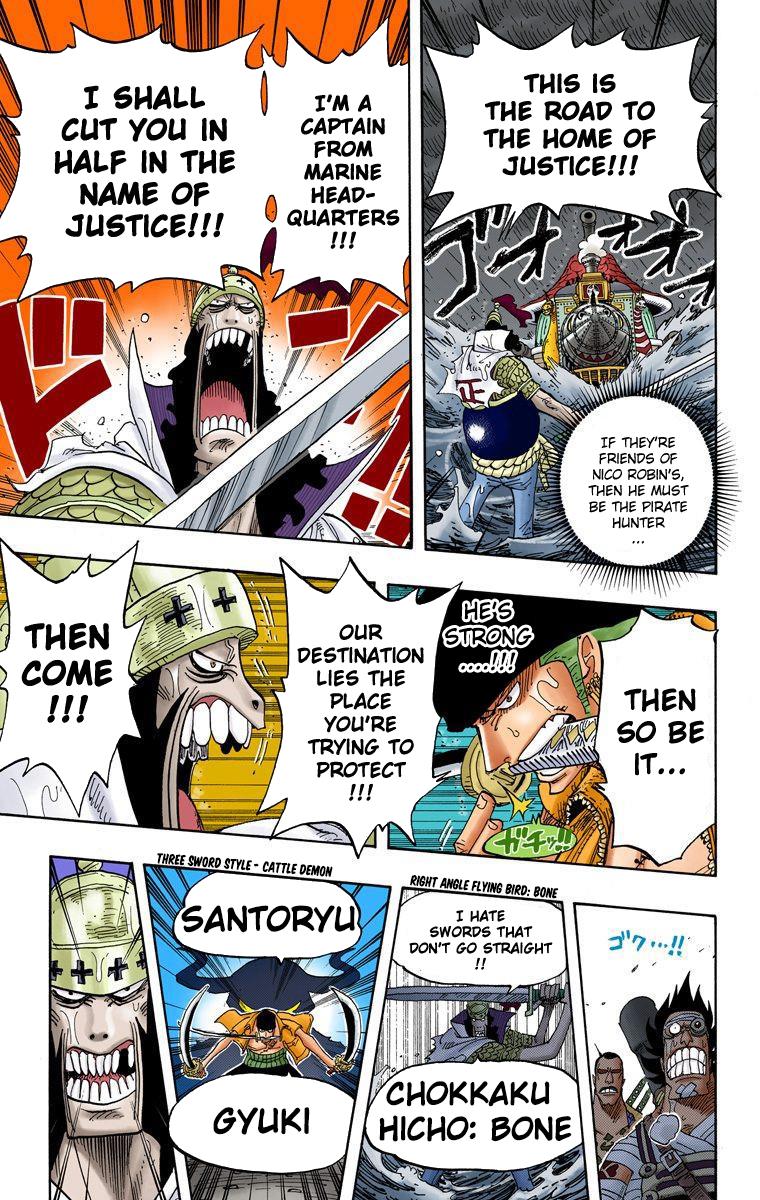 THIS IS
THE ROAD TO
THE HOME OF
JUSTICE!!!
ゴオオオ
IF THEY'RE
FRIENDS OF
NICO ROBIN'S,
THEN HE MUST
BE THE PIRATE
HUNTER
...
I'M A
CAPTAIN
FROM
MARINE
HEAD-
QUARTERS
!!!
I SHALL
CUT YOU IN
HALF IN THE
NAME OF
JUSTICE!!!
ドン!!
THEN
SO BE
IT...
HE'S
STRONG
....!!!
ガチッ!!
OUR
DESTINATION
LIES THE
PLACE
YOU'RE
TRYING TO
PROTECT
!!!
THEN
COME
!!!
ゴク...!!
RIGHT ANGLE FLYING BIRD: BONE
I HATE
SWORDS THAT
DON'T GO STRAIGHT
!!
CHOKKAKU
HICHO: BONE
THREE SWORD STYLE - CATTLE DEMON
SANTORYU
GYUKI